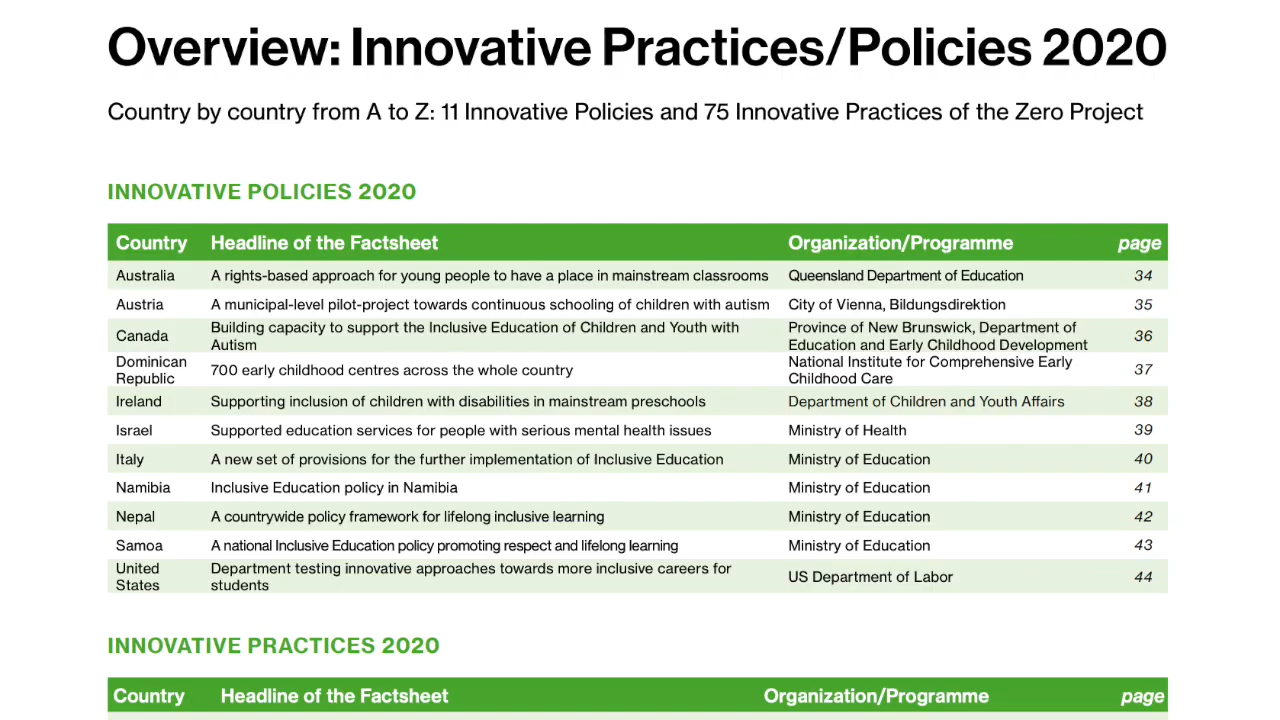 Overview: Innovative Practices/Policies 2020
Country by country from A to Z: 11 Innovative Policies and 75 Innovative Practices of the Zero Project
INNOVATIVE POLICIES 2020
Country Headline of the Factsheet Organization/Programme page
Australia A rights-based approach for young people to have a place in mainstream classrooms Queensland Department of Education 34
Austria A municipal-level pilot-project towards continuous schooling of children with autism City of Vienna, Bildungsdirektion 35
Canada Building capacity to support the Inclusive Education of Children and Youth with
Autism Province of New Brunswick, Department of
Education and Early Childhood Development 36
Dominican
Republic 700 early childhood centres across the whole country National Institute for Comprehensive Early
Childhood Care 37
Ireland Supporting inclusion of children with disabilities in mainstream preschools Department of Children and Youth Affairs 38
Israel Supported education services for people with serious mental health issues Ministry of Health 39
Italy A new set of provisions for the further implementation of Inclusive Education Ministry of Education 40
Namibia Inclusive Education policy in Namibia Ministry of Education 41
Nepal A countrywide policy framework for lifelong inclusive learning Ministry of Education 42
Samoa A national Inclusive Education policy promoting respect and lifelong learning Ministry of Education 43
United
States Department testing innovative approaches towards more inclusive careers for
students US Department of Labor 44
INNOVATIVE PRACTICES 2020
Country Headline of the Factsheet Organization/Programme page